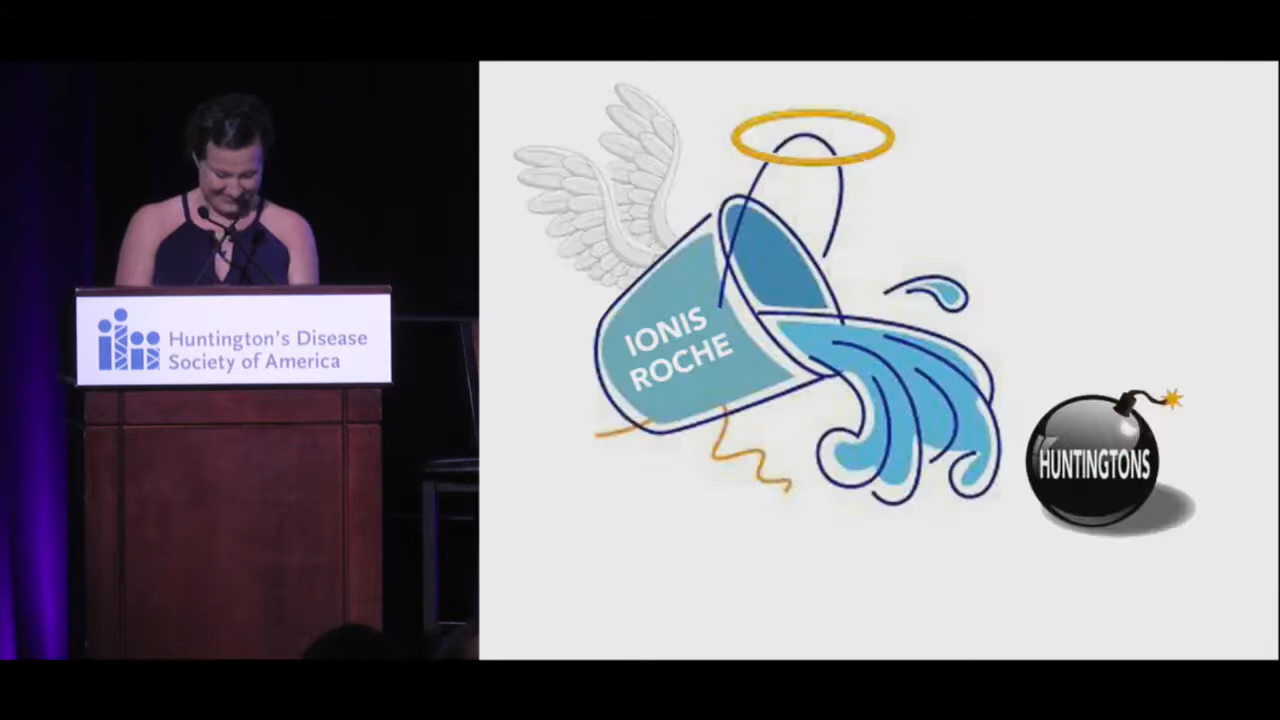 Huntington's Disease
Society of America
IONIS
ROCHE
HUNTINGTONS